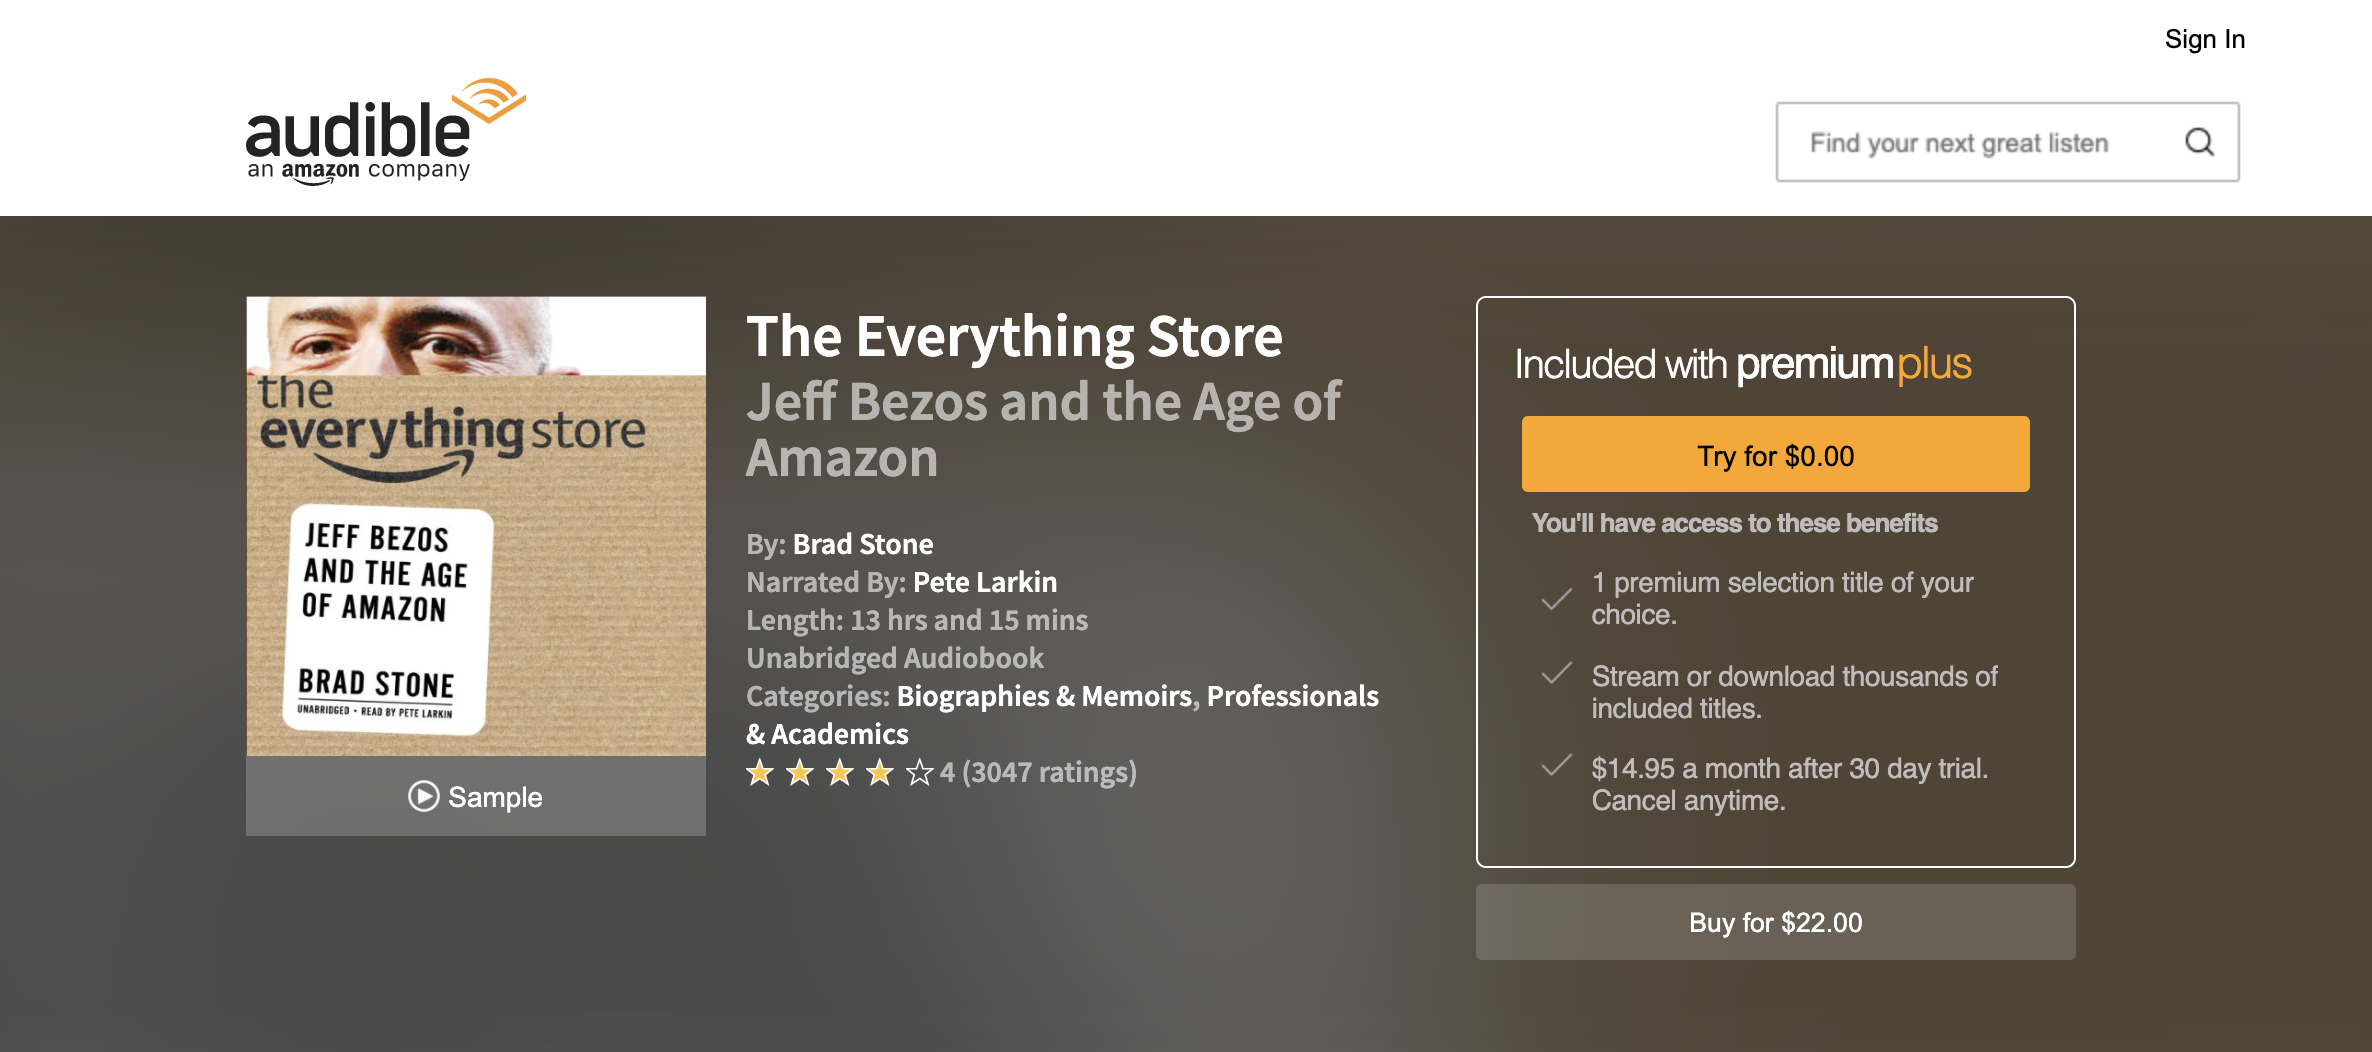 Sign In
audible
an amazon company
Find your next great listen
the
everything store
JEFF BEZOS
AND THE AGE
OF AMAZON
BRAD STONE
UNABRIDGED • READ BY PETE LARKIN
Sample
The Everything Store
Jeff Bezos and the Age of
Amazon
By: Brad Stone
Narrated By: Pete Larkin
Length: 13 hrs and 15 mins
Unabridged Audiobook
Categories: Biographies & Memoirs, Professionals
& Academics
4 (3047 ratings)
Included with premium plus
Try for $0.00
You'll have access to these benefits
1 premium selection title of your
choice.
Stream or download thousands of
included titles.
$14.95 a month after 30 day trial.
Cancel anytime.
Buy for $22.00